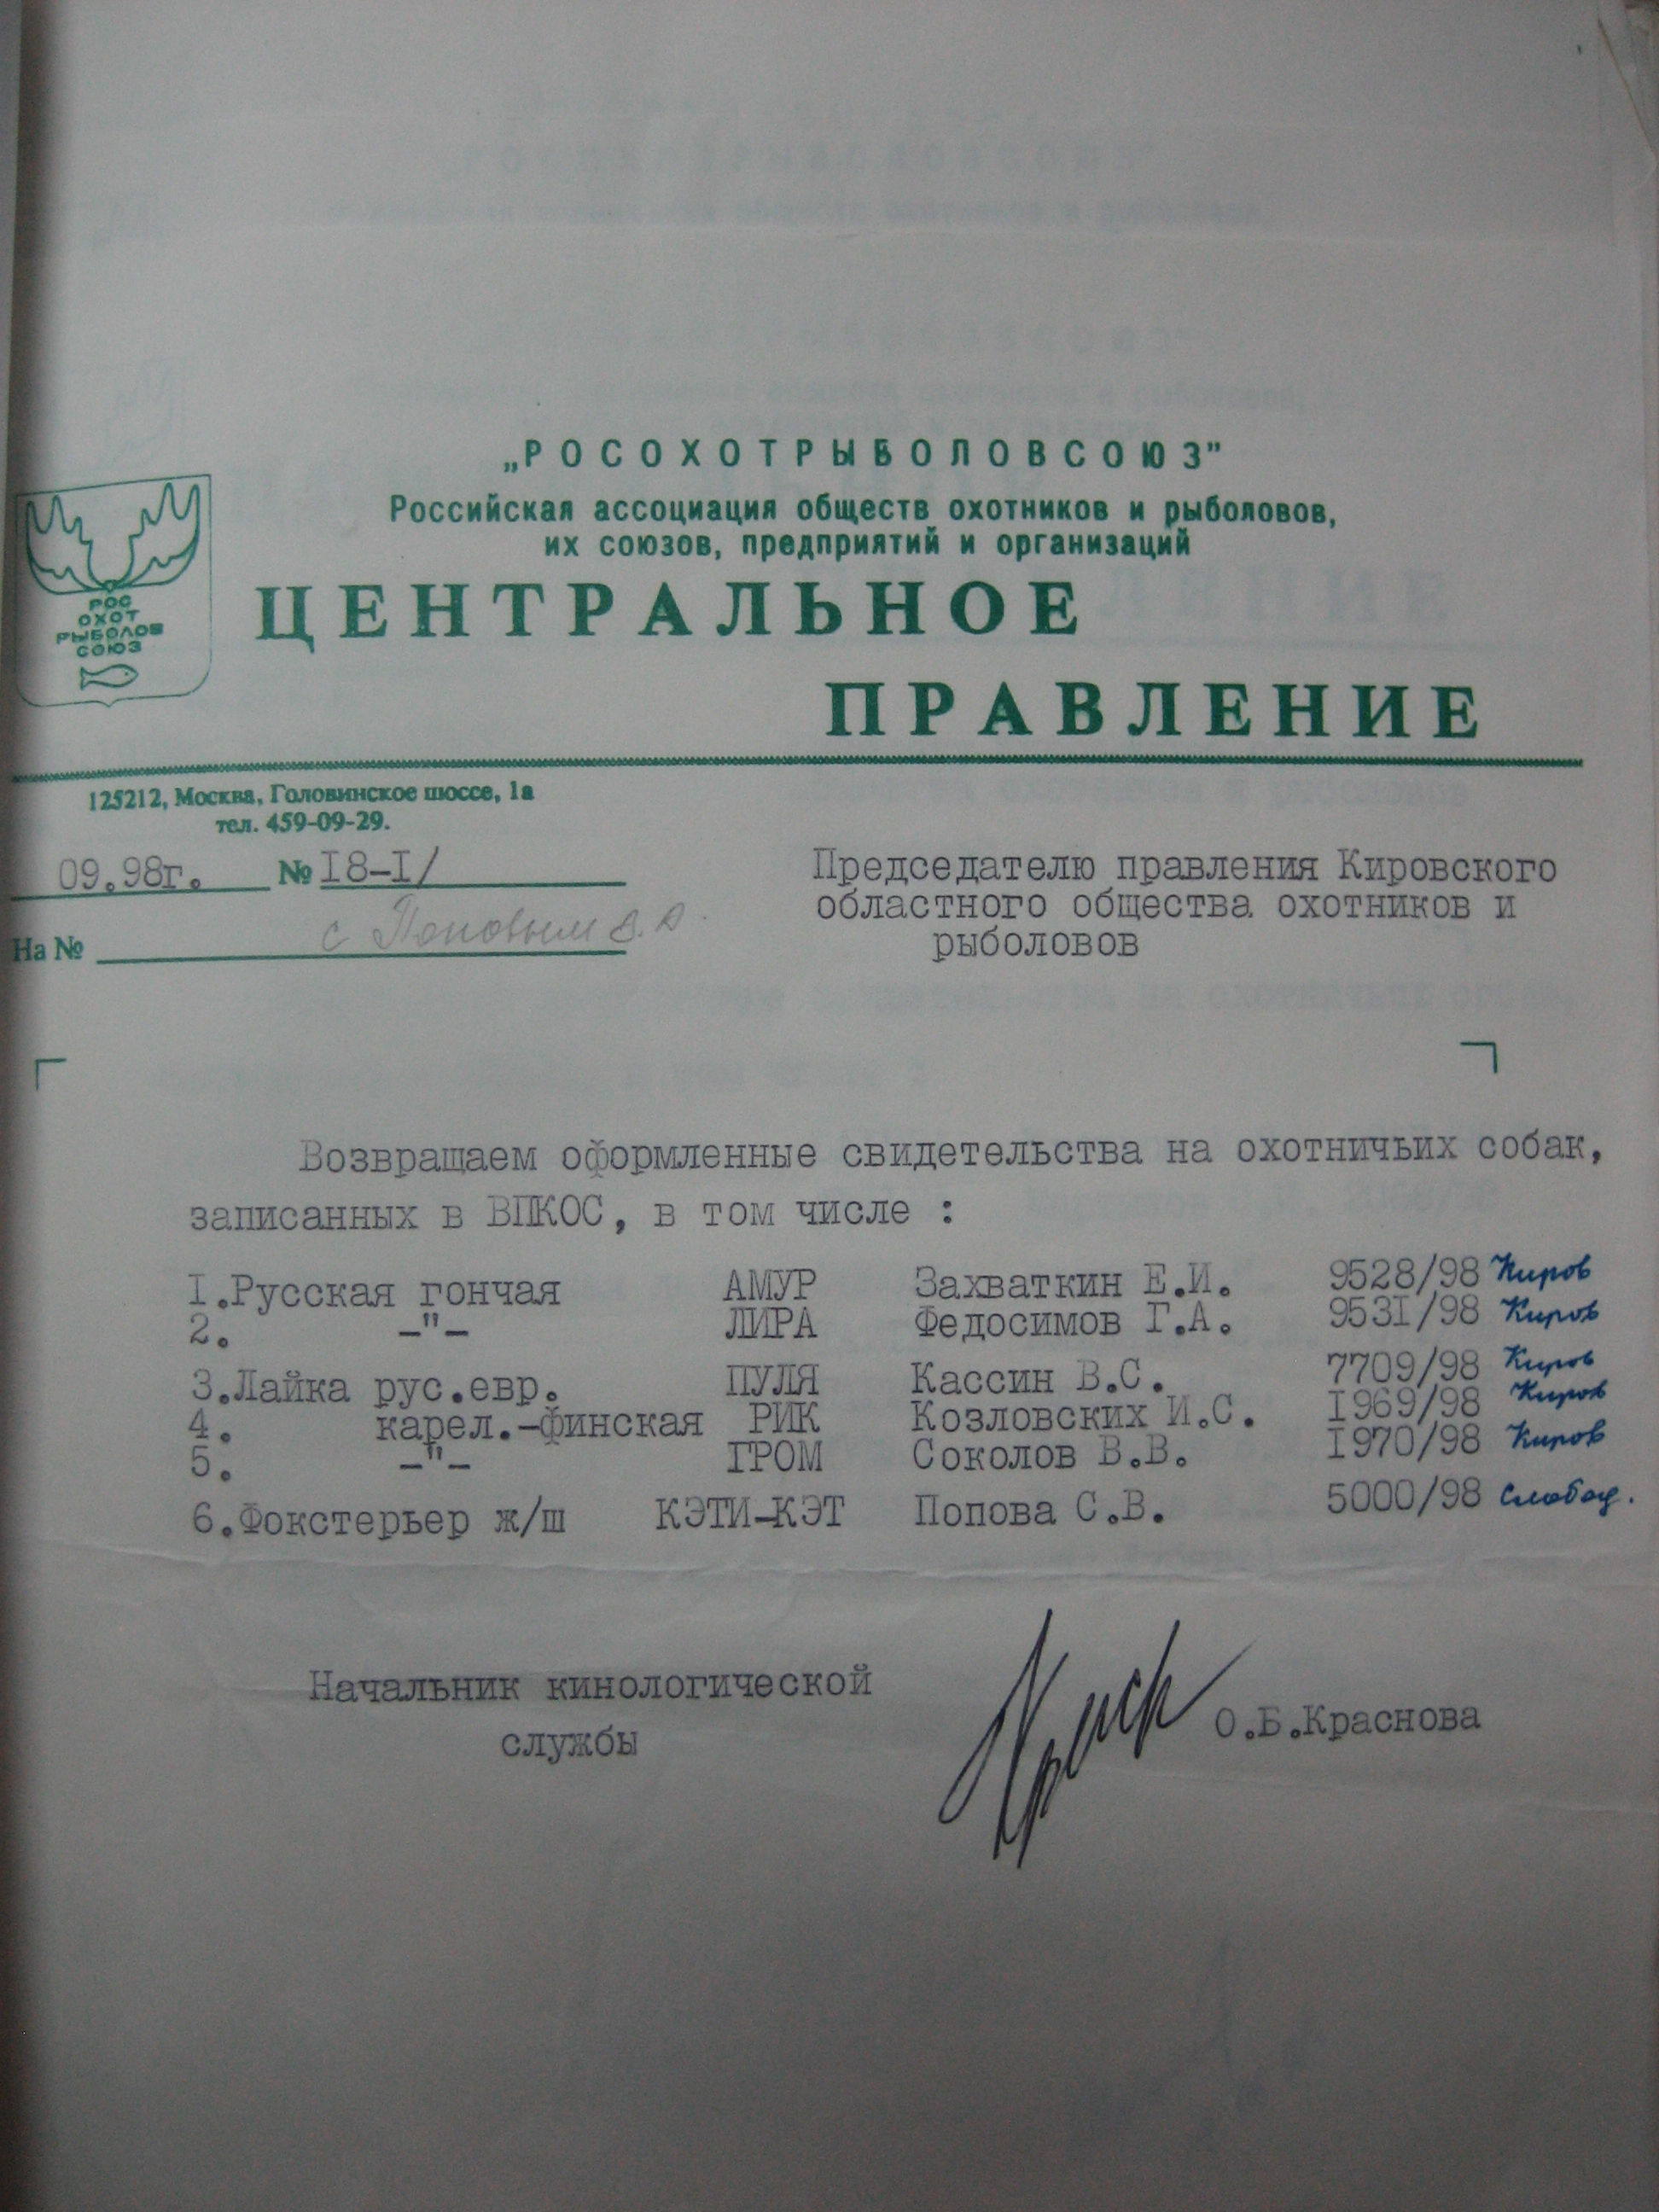 „РОСОХОТРЫБОЛОВСОЮЗ”
Российская ассоциация обществ охотников и рыболовов,
их союзов, предприятий и организаций
РОС
ОХОТ
РЫБОЛОВ
СОЮЗ
ЦЕНТРАЛЬНОЕ
ПРАВЛЕНИЕ
125212, Москва, Головинское шоссе, 1а
тел. 459-09-29.
09.98г. № I8-I/
На № с Поповым В.А.
Председателю правления Кировского
областного общества охотников и
рыболовов
Возвращаем оформленные свидетельства на охотничьих собак,
записанных в ВПКОС, в том числе :
I.Русская гончая АМУР Захваткин Е.И. 9528/98 Киров
2. -"- ЛИРА Федосимов Г.А. 953I/98 Киров
3.Лайка рус.евр. ПУЛЯ Кассин В.С. 7709/98 Киров
4. карел.-финская РИК Козловских И.С. I969/98 Киров
5. -"- ГРОМ Соколов В.В. I970/98 Киров
6.Фокстерьер ж/ш КЭТИ-КЭТ Попова С.В. 5000/98 Слобод.
Начальник кинологической
службы
О.Б.Краснова